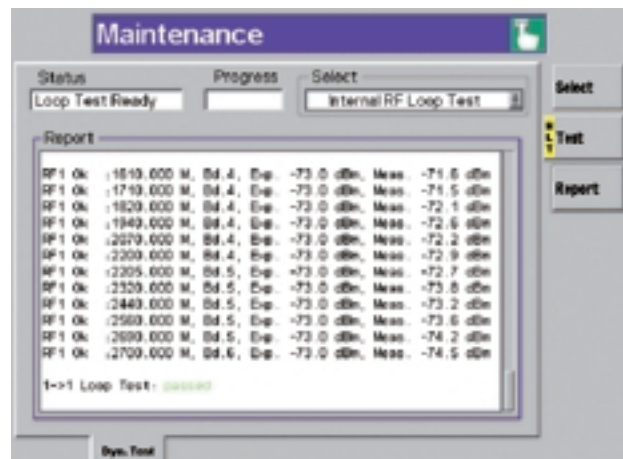 Maintenance
Status
Progress
Select
Loop Test Ready
Internal RF Loop Test
Select
ALT
Test
Report
Report
RF1 Ok :1610.000 M, Bd.4, Exp. -73.0 dBm, Meas. -71.6 dBm
RF1 Ok :1710.000 M, Bd.4, Exp. -73.0 dBm, Meas. -71.5 dBm
RF1 Ok :1820.000 M, Bd.4, Exp. -73.0 dBm, Meas. -72.1 dBm
RF1 Ok :1940.000 M, Bd.4, Exp. -73.0 dBm, Meas. -72.6 dBm
RF1 Ok :2070.000 M, Bd.4, Exp. -73.0 dBm, Meas. -72.2 dBm
RF1 Ok :2200.000 M, Bd.4, Exp. -73.0 dBm, Meas. -72.9 dBm
RF1 Ok :2205.000 M, Bd.5, Exp. -73.0 dBm, Meas. -72.7 dBm
RF1 Ok :2320.000 M, Bd.5, Exp. -73.0 dBm, Meas. -73.8 dBm
RF1 Ok :2440.000 M, Bd.5, Exp. -73.0 dBm, Meas. -73.2 dBm
RF1 Ok :2560.000 M, Bd.5, Exp. -73.0 dBm, Meas. -73.6 dBm
RF1 Ok :2690.000 M, Bd.5, Exp. -73.0 dBm, Meas. -74.2 dBm
RF1 Ok :2700.000 M, Bd.6, Exp. -73.0 dBm, Meas. -74.5 dBm
1->1 Loop Test: passed
Dyn. Test